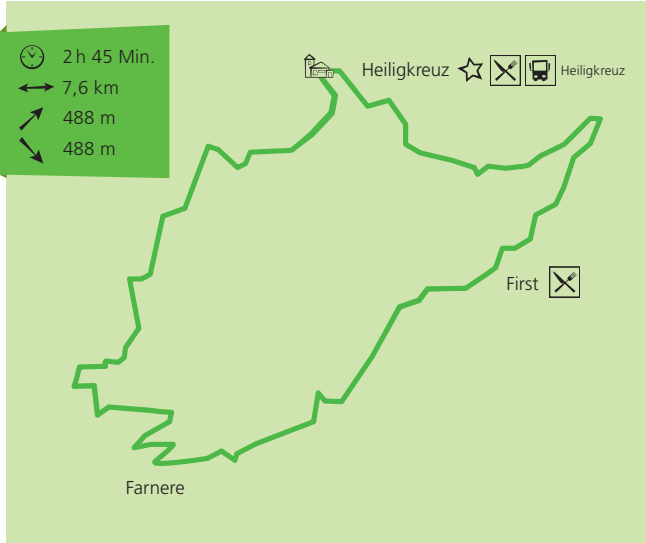 2 h 45 Min.
7,6 km
488 m
488 m
Heiligkreuz
Heiligkreuz
First
Farnere